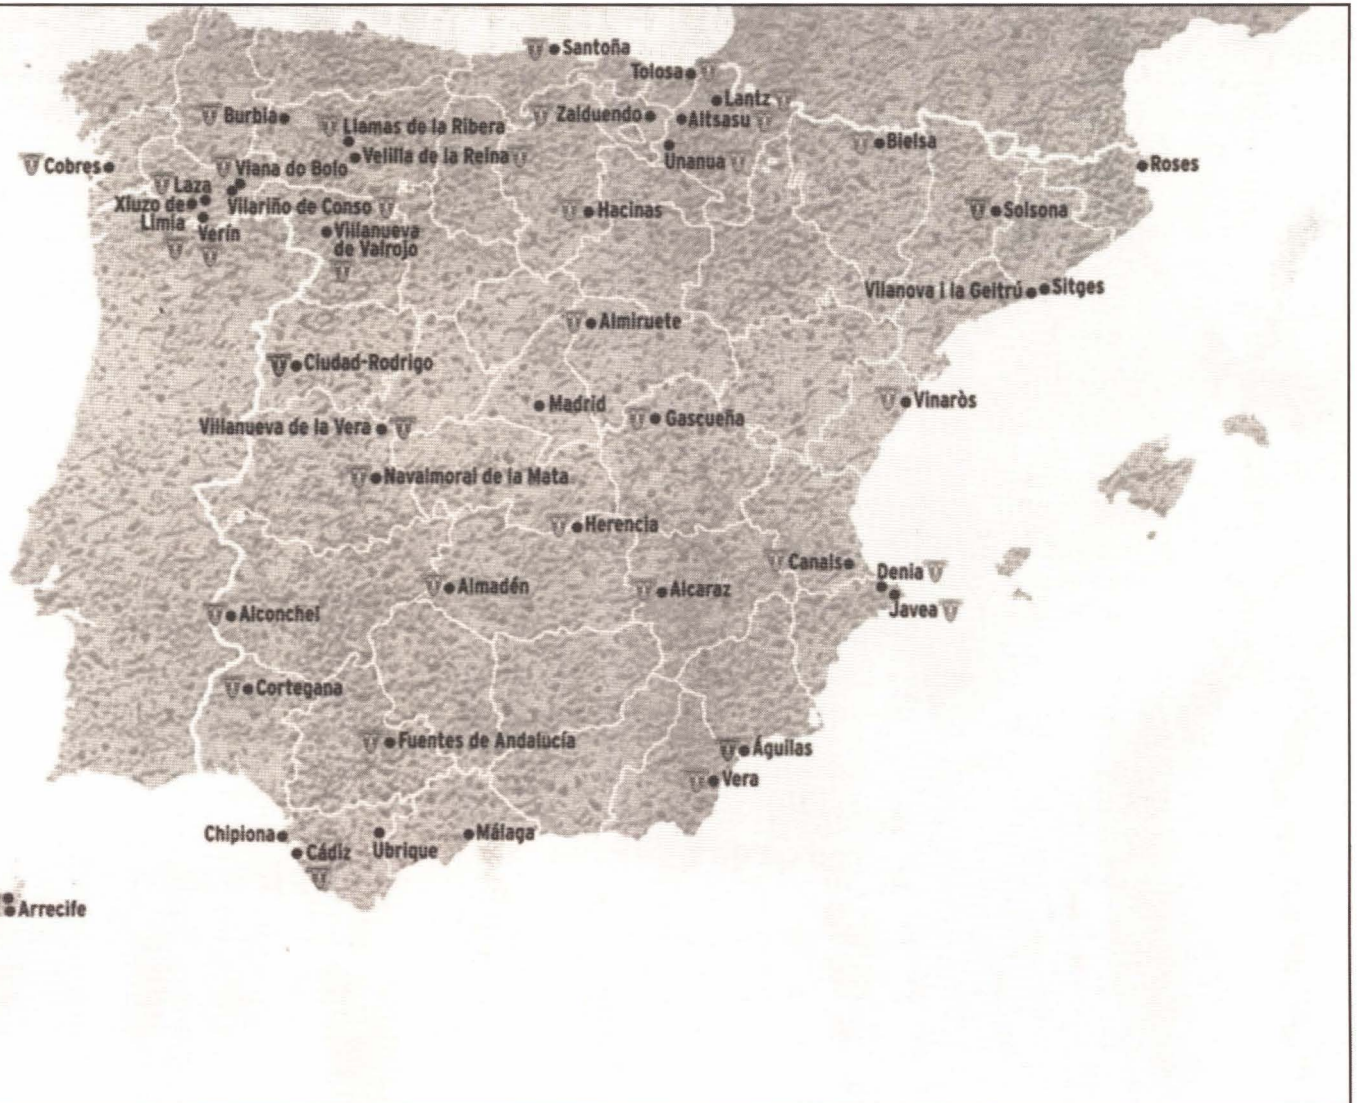 Santoña
Tolosa
Lantz
Burbia
Zalduendo
Altsasu
Llamas de la Ribera
Bielsa
Velilla de la Reina
Unanua
Cobres
Viana do Bolo
Roses
Laza
Xiuzo de
Limia
Vilariño de Conso
Hacinas
Solsona
Verín
Villanueva
de Valrojo
Vilanova i la Geltrú
Sitges
Almiruete
Ciudad-Rodrigo
Madrid
Vinaròs
Gascueña
Villanueva de la Vera
Navalmoral de la Mata
Herencia
Canals
Denia
Almadén
Alcaraz
Javea
Alconchel
Cortegana
Fuentes de Andalucía
Águilas
Vera
Chipiona
Cádiz
Ubrique
Málaga
Arrecife